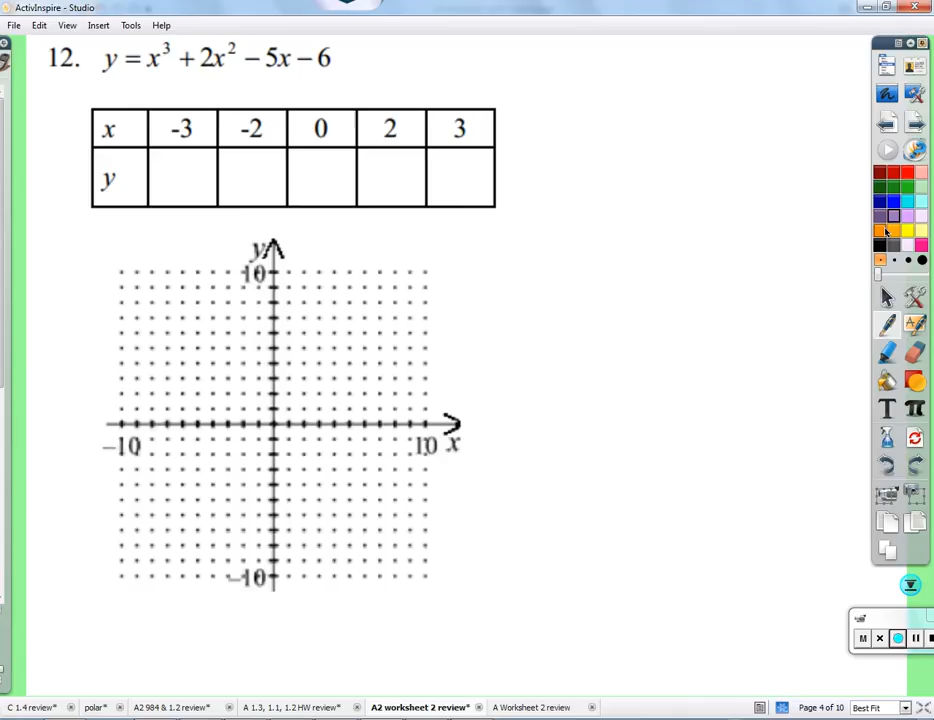 ActivInspire - Studio
File Edit View Insert Tools Help
12. y = x³ + 2x² − 5x − 6
x -3 -2 0 2 3
y
y
10
−10 10 x
−10
M
C 1.4 review* polar* A2 984 & 1.2 review* A 1.3, 1.1, 1.2 HW review* A2 worksheet 2 review* A Worksheet 2 review Page 4 of 10 Best Fit